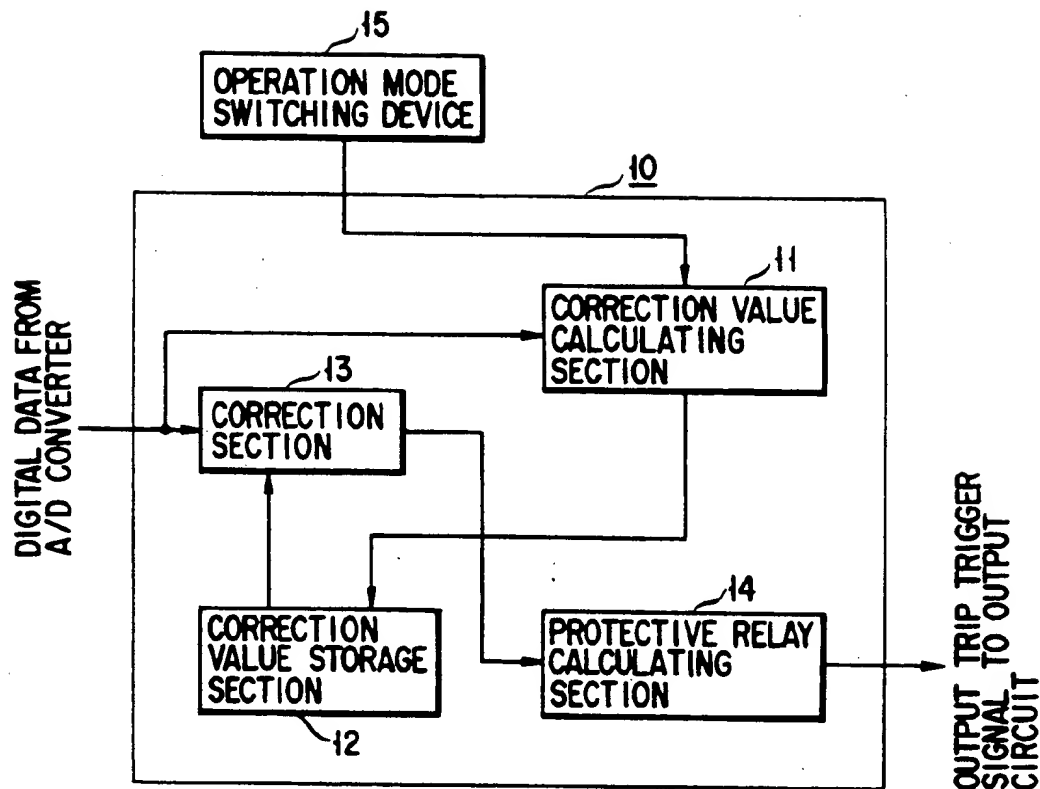 15
OPERATION MODE
SWITCHING DEVICE
10
11
CORRECTION VALUE
CALCULATING
SECTION
DIGITAL DATA FROM
A/D CONVERTER
13
CORRECTION
SECTION
14
CORRECTION
VALUE STORAGE
SECTION
12
PROTECTIVE RELAY
CALCULATING
SECTION
OUTPUT TRIP TRIGGER
SIGNAL TO OUTPUT
CIRCUIT